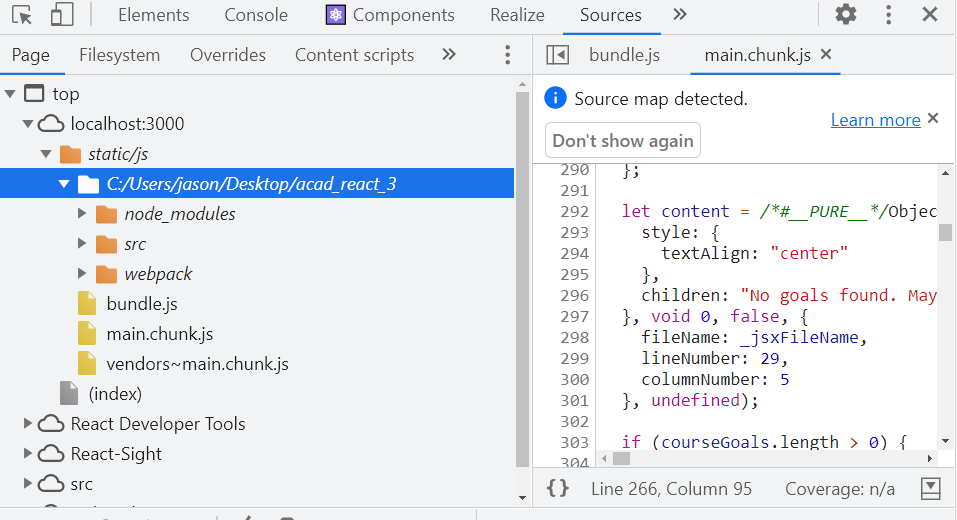 Elements Console Components Realize Sources »
Page Filesystem Overrides Content scripts »
bundle.js main.chunk.js ×
top
localhost:3000
static/js
C:/Users/jason/Desktop/acad_react_3
node_modules
src
webpack
bundle.js
main.chunk.js
vendors~main.chunk.js
(index)
React Developer Tools
React-Sight
src
Source map detected.
Learn more ×
Don't show again
290 };
291
292 let content = /*#__PURE__*/Objec
293 style: {
294 textAlign: "center"
295 },
296 children: "No goals found. May
297 }, void 0, false, {
298 fileName: _jsxFileName,
299 lineNumber: 29,
300 columnNumber: 5
301 }, undefined);
302
303 if (courseGoals.length > 0) {
304
{} Line 266, Column 95 Coverage: n/a